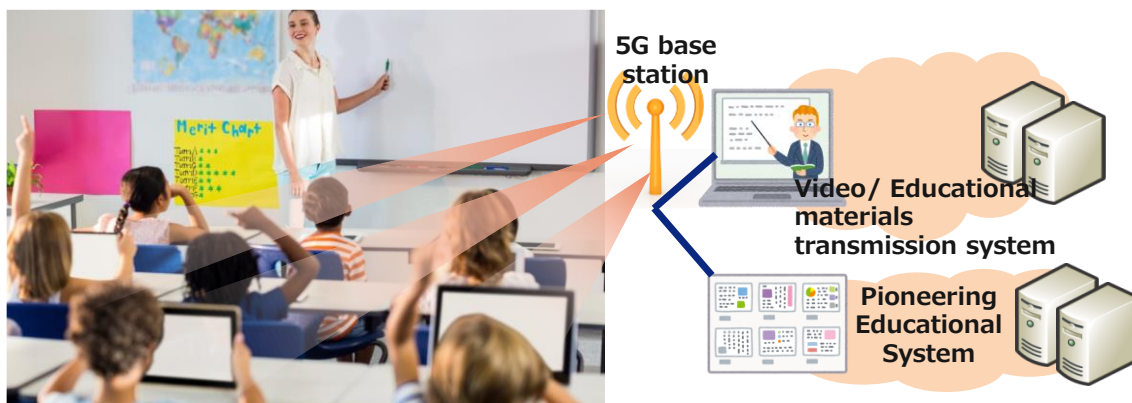 Merit Chart
5G base
station
Video/ Educational
materials
transmission system
Pioneering
Educational
System